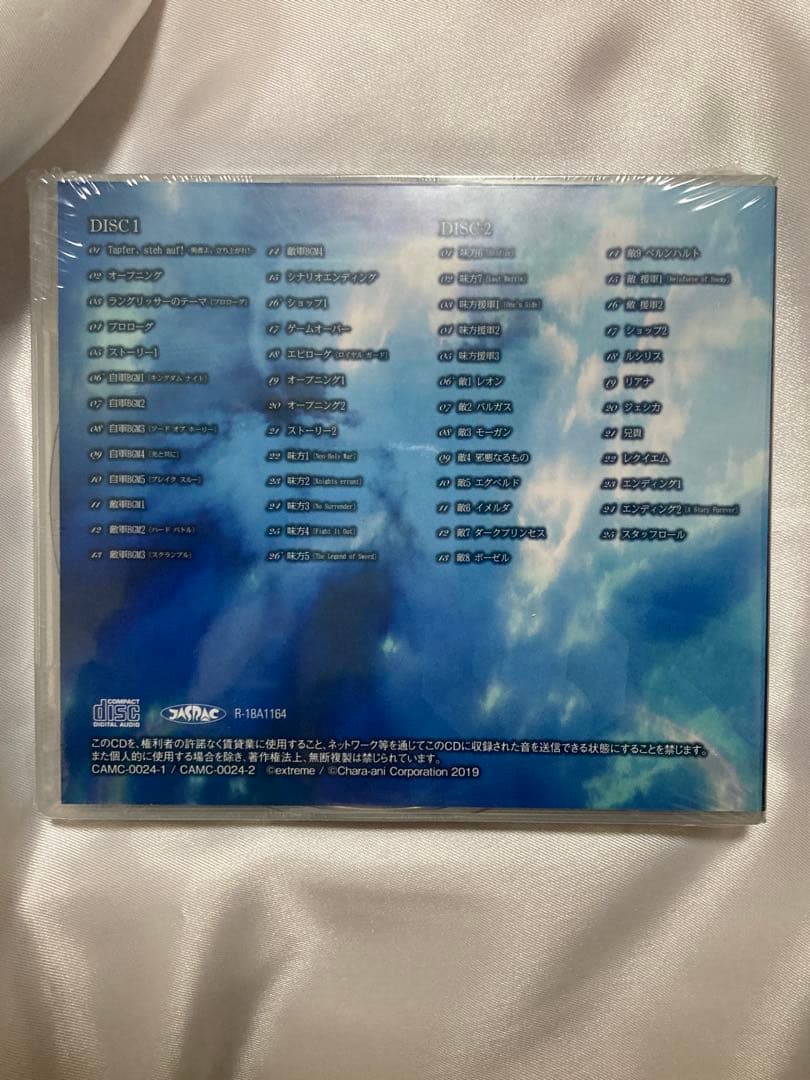 DISC 1
01 Tapfer, steh auf! -勇者よ、立ち上がれ!-
02 オープニング
03 ラングリッサーのテーマ [プロローグ]
04 プロローグ
05 ストーリー1
06 自軍BGM1 [キングダム ナイト]
07 自軍BGM2
08 自軍BGM3 [ソード オブ ホーリー]
09 自軍BGM4 [光と共に]
10 自軍BGM5 [ブレイク スルー]
11 敵軍BGM1
12 敵軍BGM2 [ハード バトル]
13 敵軍BGM3 [スクランブル]
14 敵軍BGM4
15 シナリオエンディング
16 ショップ1
17 ゲームオーバー
18 エピローグ [ロイヤル ガード]
19 オープニング1
20 オープニング2
21 ストーリー2
22 味方1 [Neo Holy War]
23 味方2 [Knights errant]
24 味方3 [No Surrender]
25 味方4 [Fight It Out]
26 味方5 [The Legend of Sword]
DISC 2
01 味方6
02 味方7
03 味方援軍1 [One's Side]
04 味方援軍2
05 味方援軍3
06 敵1 レオン
07 敵2 バルガス
08 敵3 モーガン
09 敵4 邪悪なるもの
10 敵5 エグベルド
11 敵6 イメルダ
12 敵7 ダークプリンセス
13 敵8 ボーゼル
14 敵9 ベルンハルト
15 敵 援軍1 [Reinforce of Enemy]
16 敵 援軍2
17 ショップ2
18 ルシリス
19 リアナ
20 ジェシカ
21 兄貴
22 レクイエム
23 エンディング1
24 エンディング2 [A Story Forever]
25 スタッフロール
COMPACT disc DIGITAL AUDIO
JASRAC R-18A1164
このCDを、権利者の許諾なく賃貸業に使用すること、ネットワーク等を通じてこのCDに収録された音を送信できる状態にすることを禁じます。
また個人的に使用する場合を除き、著作権法上、無断複製は禁じられています。
CAMC-0024-1 / CAMC-0024-2 ©extreme / ©Chara-ani Corporation 2019